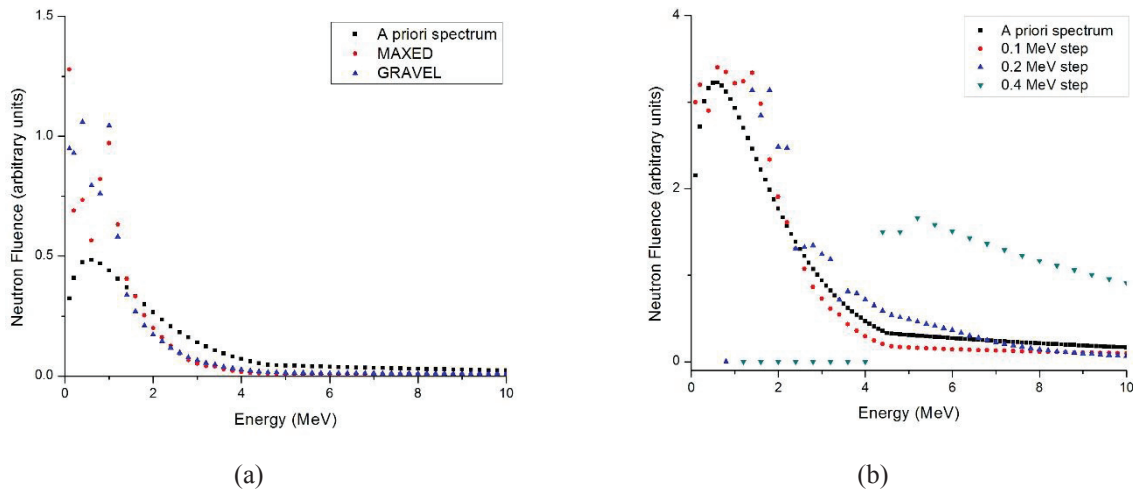 1.5
1.0
0.5
0.0
Neutron Fluence (arbitrary units)
A priori spectrum
MAXED
GRAVEL
0 2 4 6 8 10
Energy (MeV)
(a)
4
2
0
Neutron Fluence (arbitrary units)
A priori spectrum
0.1 MeV step
0.2 MeV step
0.4 MeV step
0 2 4 6 8 10
Energy (MeV)
(b)